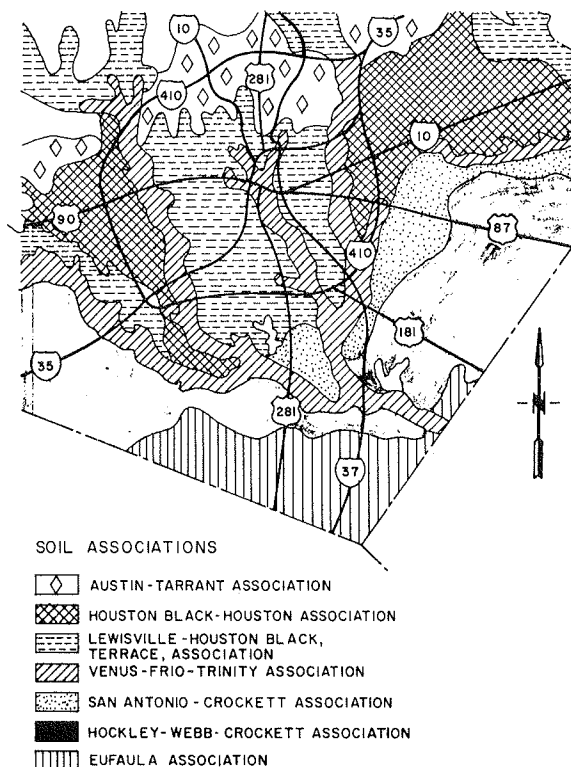 10
35
281
410
10
90
87
410
181
35
281
37
N
SOIL ASSOCIATIONS
AUSTIN-TARRANT ASSOCIATION
HOUSTON BLACK-HOUSTON ASSOCIATION
LEWISVILLE-HOUSTON BLACK,
TERRACE, ASSOCIATION
VENUS-FRIO-TRINITY ASSOCIATION
SAN ANTONIO-CROCKETT ASSOCIATION
HOCKLEY-WEBB-CROCKETT ASSOCIATION
EUFAULA ASSOCIATION